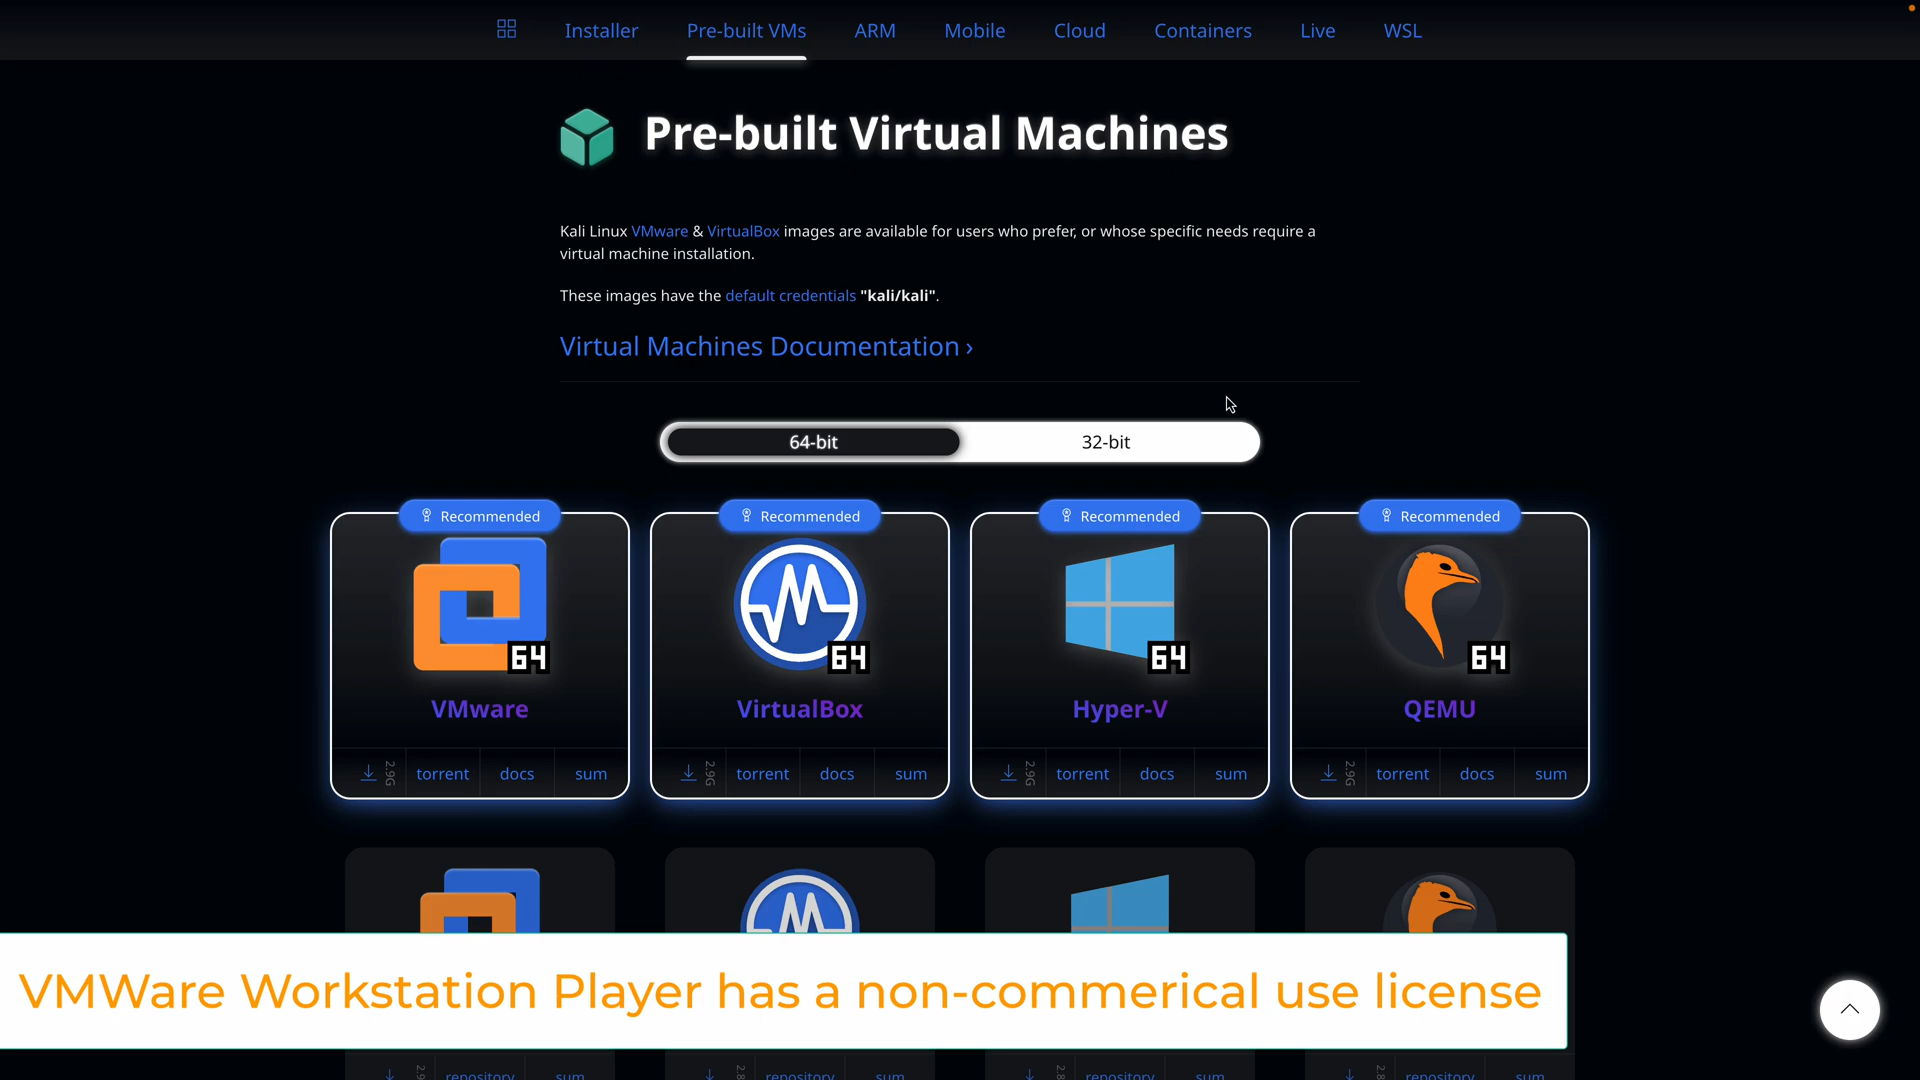 Installer Pre-built VMs ARM Mobile Cloud Containers Live WSL
Pre-built Virtual Machines
Kali Linux VMware & VirtualBox images are available for users who prefer, or whose specific needs require a
virtual machine installation.
These images have the default credentials "kali/kali".
Virtual Machines Documentation ›
64-bit 32-bit
Recommended Recommended Recommended Recommended
64 64 64 64
VMware VirtualBox Hyper-V QEMU
2.9G torrent docs sum 2.9G torrent docs sum 2.9G torrent docs sum 2.9G torrent docs sum
VMWare Workstation Player has a non-commerical use license
repository sum repository sum repository sum repository sum